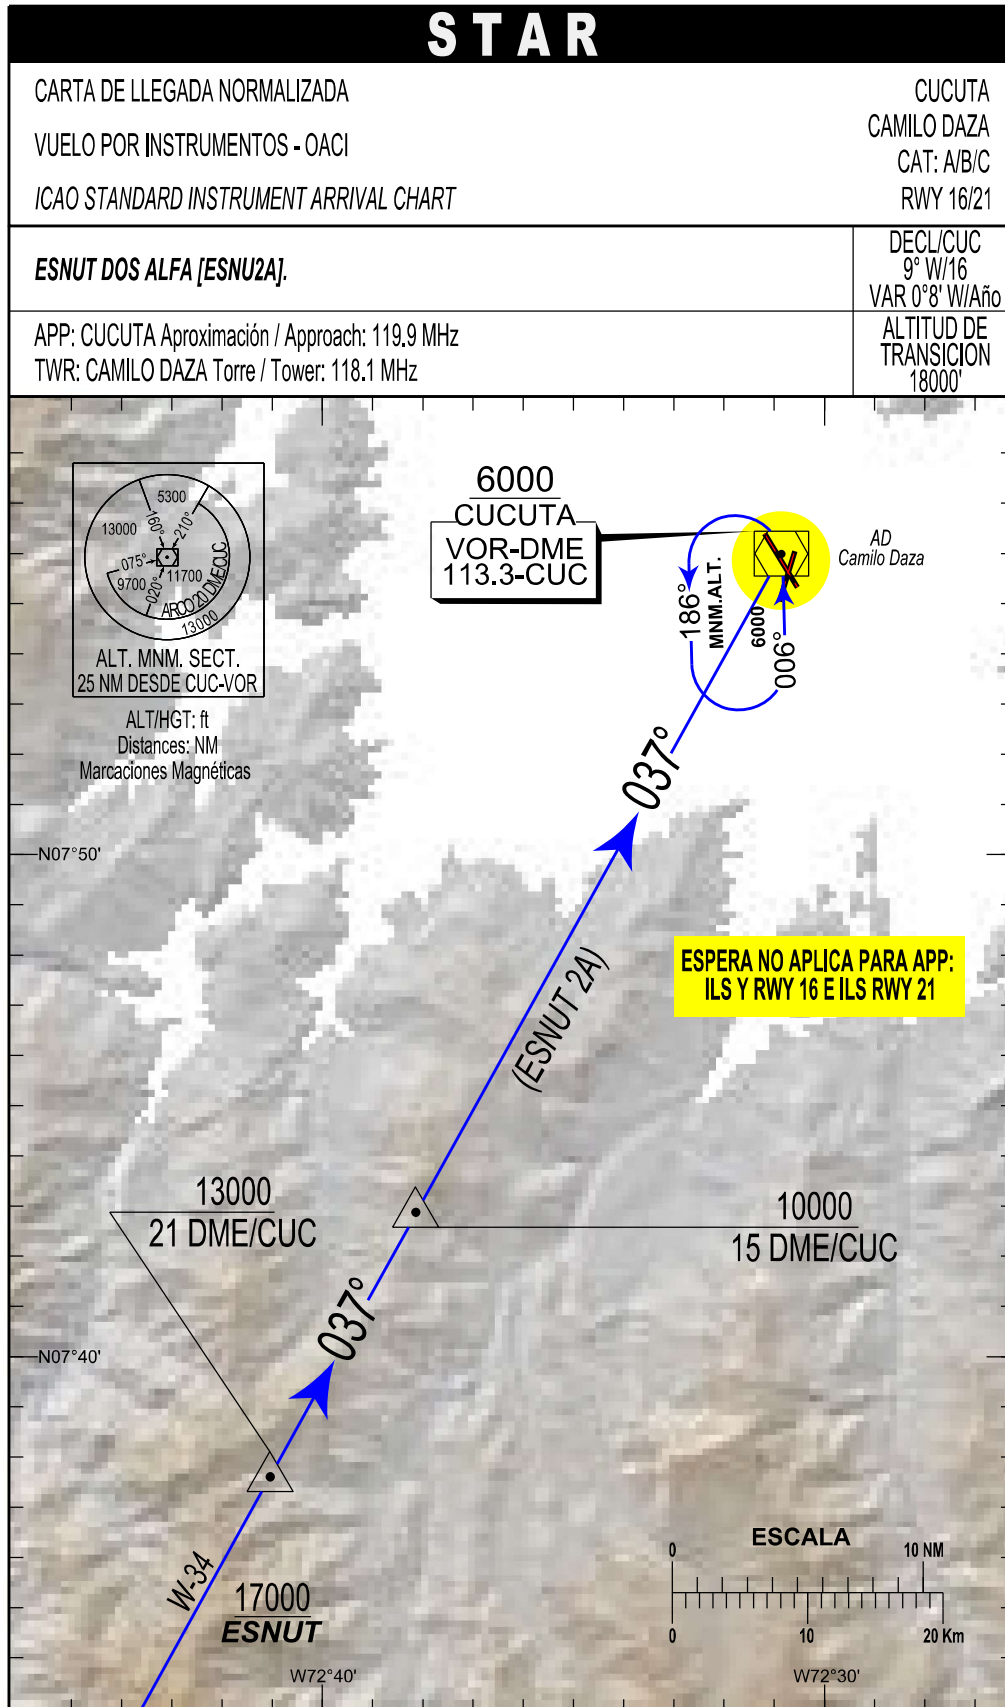 STAR
CARTA DE LLEGADA NORMALIZADA
VUELO POR INSTRUMENTOS - OACI
ICAO STANDARD INSTRUMENT ARRIVAL CHART
CUCUTA
CAMILO DAZA
CAT: A/B/C
RWY 16/21
ESNUT DOS ALFA [ESNU2A].
DECL/CUC
9° W/16
VAR 0°8' W/Año
APP: CUCUTA Aproximación / Approach: 119.9 MHz
TWR: CAMILO DAZA Torre / Tower: 118.1 MHz
ALTITUD DE
TRANSICION
18000'
5300
13000
160°
210°
075°
9700
11700
020°
ARCO 20 DME/CUC
13000
ALT. MNM. SECT.
25 NM DESDE CUC-VOR
ALT/HGT: ft
Distances: NM
Marcaciones Magnéticas
6000
CUCUTA
VOR-DME
113.3-CUC
AD
Camilo Daza
186°
MNM.ALT.
6000
006°
037°
N07°50'
(ESNUT 2A)
ESPERA NO APLICA PARA APP:
ILS Y RWY 16 E ILS RWY 21
13000
21 DME/CUC
10000
15 DME/CUC
037°
N07°40'
W-34
17000
ESNUT
ESCALA
0 10 NM
0 10 20 Km
W72°40'
W72°30'